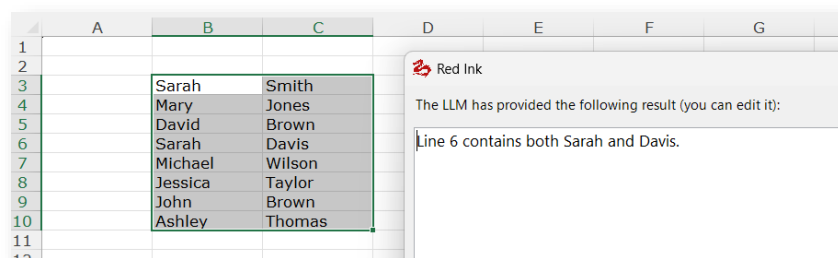 A B C D E F G
1
2
3 Sarah Smith
4 Mary Jones
5 David Brown
6 Sarah Davis
7 Michael Wilson
8 Jessica Taylor
9 John Brown
10 Ashley Thomas
11
Red Ink
The LLM has provided the following result (you can edit it):
Line 6 contains both Sarah and Davis.